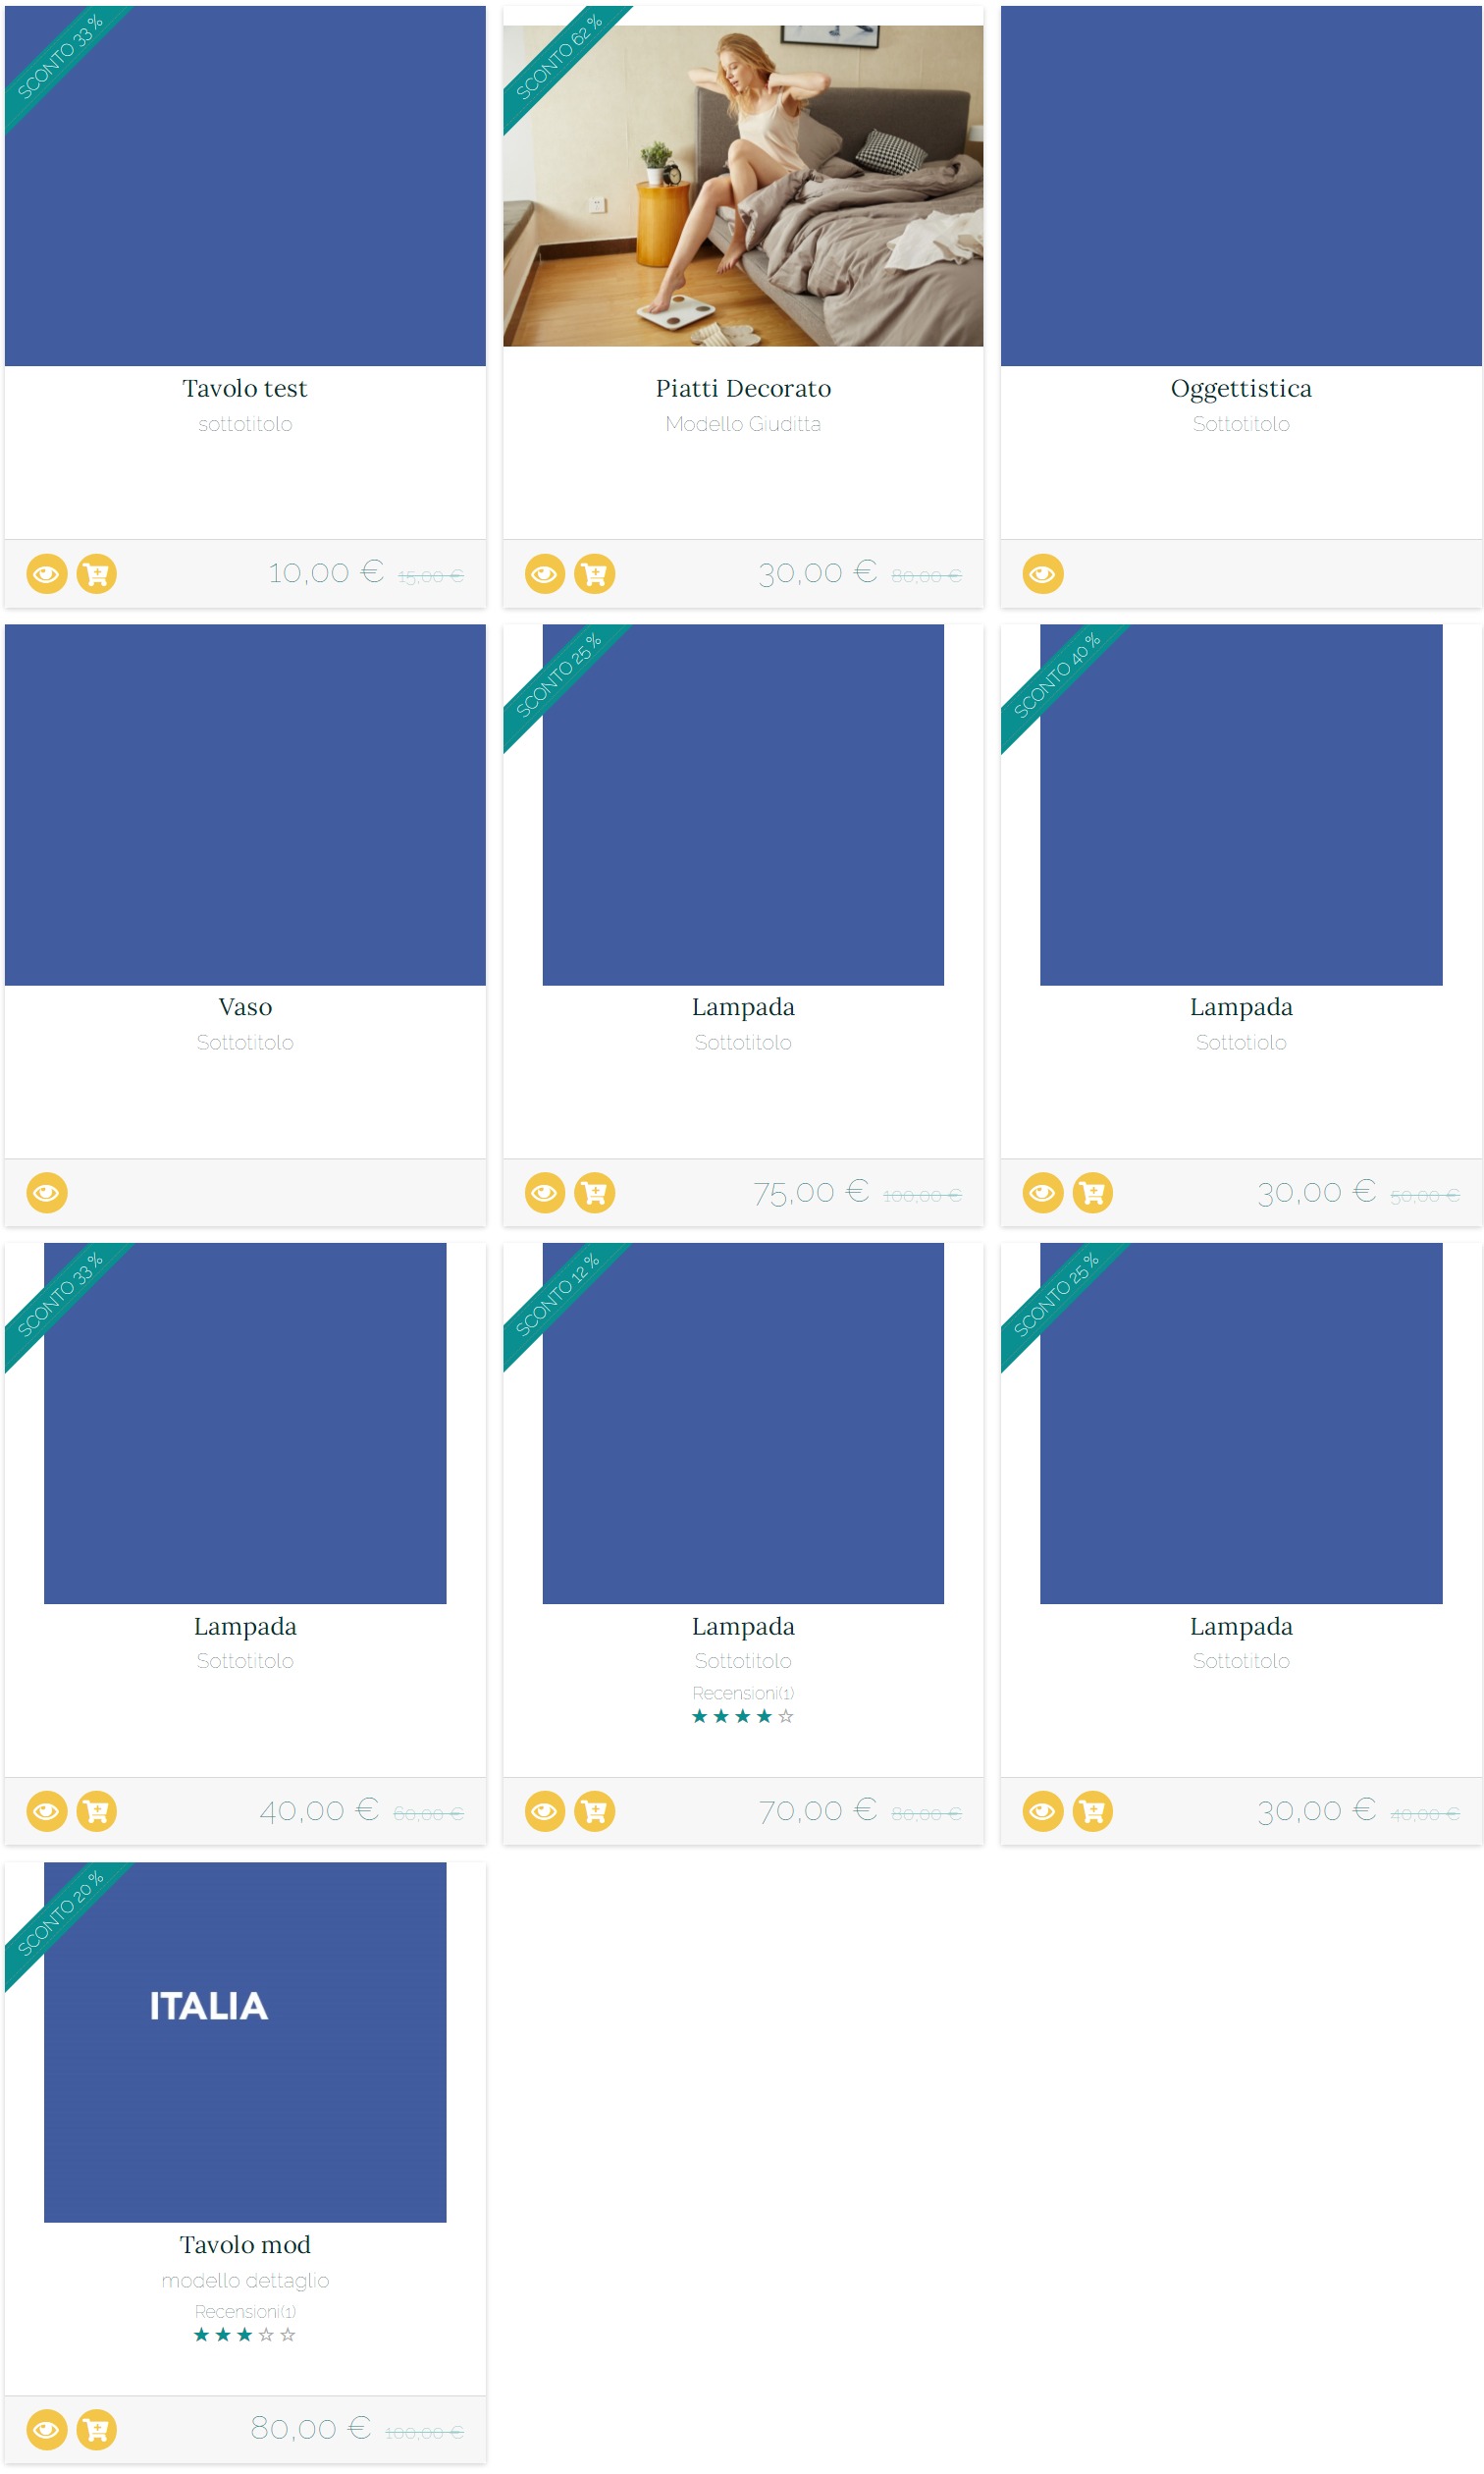 SCONTO 33 %
Tavolo test
sottotitolo
10,00 € 15,00 €
SCONTO 62 %
Piatti Decorato
Modello Giuditta
30,00 € 80,00 €
Oggettistica
Sottotitolo
Vaso
Sottotitolo
SCONTO 25 %
Lampada
Sottotitolo
75,00 € 100,00 €
SCONTO 40 %
Lampada
Sottotiolo
30,00 € 50,00 €
SCONTO 33 %
Lampada
Sottotitolo
40,00 € 60,00 €
SCONTO 12 %
Lampada
Sottotitolo
Recensioni(1)
70,00 € 80,00 €
SCONTO 25 %
Lampada
Sottotitolo
30,00 € 40,00 €
SCONTO 20 %
ITALIA
Tavolo mod
modello dettaglio
Recensioni(1)
80,00 € 100,00 €